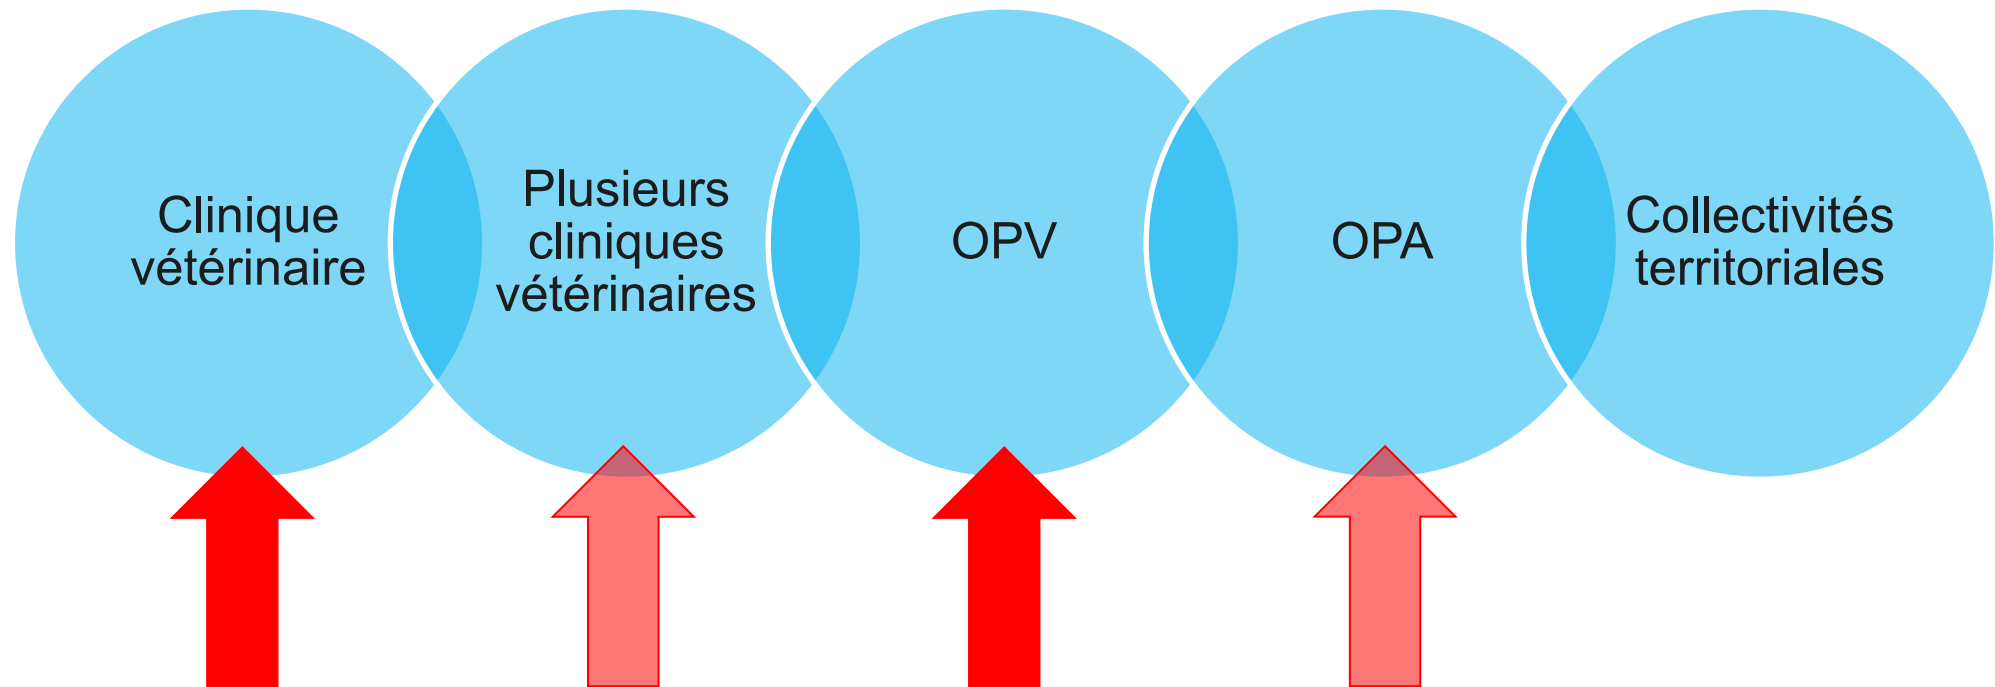 Clinique
vétérinaire
Plusieurs
cliniques
vétérinaires
OPV
OPA
Collectivités
territoriales